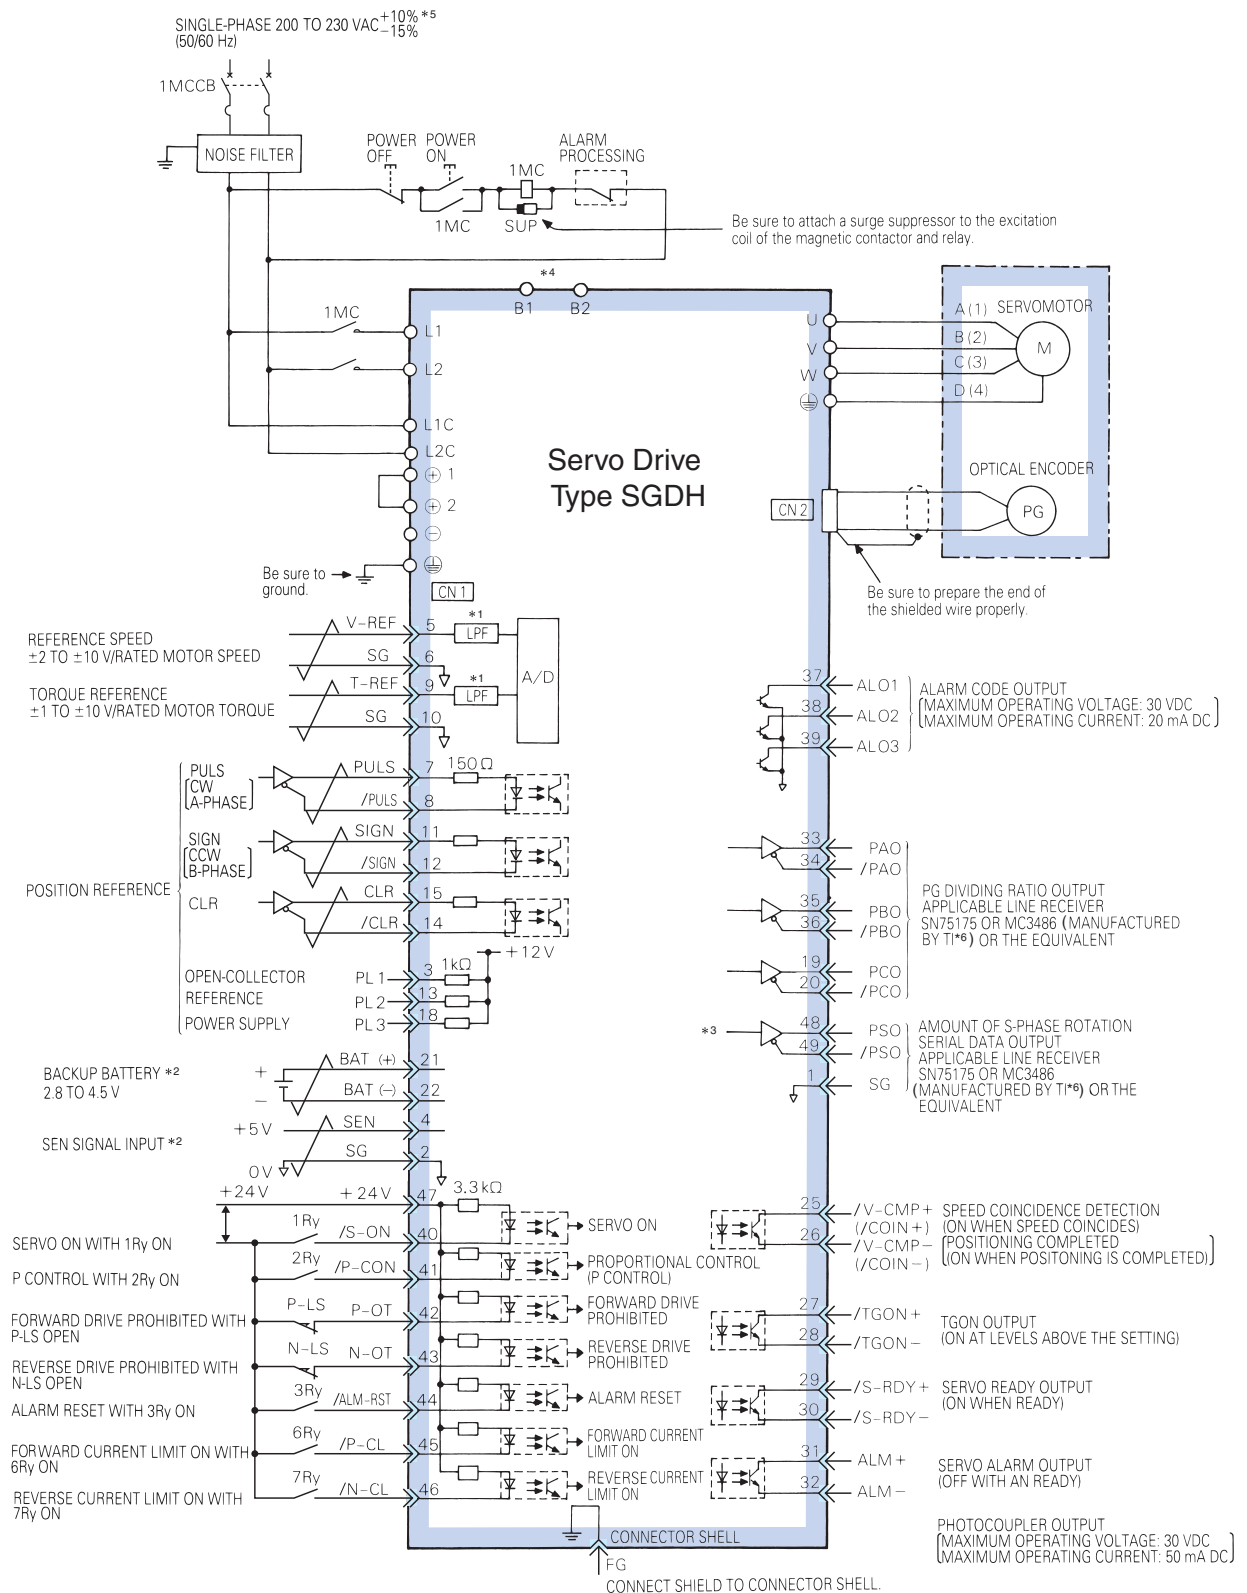 SINGLE-PHASE 200 TO 230 VAC +10% *5
−15%
(50/60 Hz)
1MCCB
NOISE FILTER
POWER OFF
POWER ON
1MC
SUP
1MC
ALARM PROCESSING
Be sure to attach a surge suppressor to the excitation
coil of the magnetic contactor and relay.
*4
B1
B2
1MC
L1
L2
L1C
L2C
⊕ 1
⊕ 2
⊖
Be sure to
ground.
CN 1
Servo Drive
Type SGDH
U
V
W
A (1)
B (2)
C (3)
D (4)
SERVOMOTOR
M
OPTICAL ENCODER
PG
CN 2
Be sure to prepare the end of
the shielded wire properly.
REFERENCE SPEED
±2 TO ±10 V/RATED MOTOR SPEED
V-REF
5
*1
LPF
SG
6
TORQUE REFERENCE
±1 TO ±10 V/RATED MOTOR TORQUE
T-REF
9
*1
LPF
SG
10
A/D
POSITION REFERENCE
PULS
CW
A-PHASE
PULS
7
150 Ω
/PULS
8
SIGN
CCW
B-PHASE
SIGN
11
/SIGN
12
CLR
CLR
15
/CLR
14
+12V
OPEN-COLLECTOR
REFERENCE
POWER SUPPLY
PL 1
3
1kΩ
PL 2
13
PL 3
18
BACKUP BATTERY *2
2.8 TO 4.5 V
+
−
BAT (+)
21
BAT (−)
22
SEN SIGNAL INPUT *2
+5V
SEN
4
0V
SG
2
+24V
+24V
47
3.3 kΩ
SERVO ON WITH 1Ry ON
1Ry
/S-ON
40
SERVO ON
P CONTROL WITH 2Ry ON
2Ry
/P-CON
41
PROPORTIONAL CONTROL
(P CONTROL)
FORWARD DRIVE PROHIBITED WITH
P-LS OPEN
P-LS
P-OT
42
FORWARD DRIVE
PROHIBITED
REVERSE DRIVE PROHIBITED WITH
N-LS OPEN
N-LS
N-OT
43
REVERSE DRIVE
PROHIBITED
ALARM RESET WITH 3Ry ON
3Ry
/ALM-RST
44
ALARM RESET
FORWARD CURRENT LIMIT ON WITH
6Ry ON
6Ry
/P-CL
45
FORWARD CURRENT
LIMIT ON
REVERSE CURRENT LIMIT ON WITH
7Ry ON
7Ry
/N-CL
46
REVERSE CURRENT
LIMIT ON
37
ALO1
38
ALO2
39
ALO3
ALARM CODE OUTPUT
MAXIMUM OPERATING VOLTAGE: 30 VDC
MAXIMUM OPERATING CURRENT: 20 mA DC
33
PAO
34
/PAO
35
PBO
36
/PBO
19
PCO
20
/PCO
PG DIVIDING RATIO OUTPUT
APPLICABLE LINE RECEIVER
SN75175 OR MC3486 (MANUFACTURED
BY TI*6) OR THE EQUIVALENT
*3
48
PSO
49
/PSO
1
SG
AMOUNT OF S-PHASE ROTATION
SERIAL DATA OUTPUT
APPLICABLE LINE RECEIVER
SN75175 OR MC3486
(MANUFACTURED BY TI*6) OR THE
EQUIVALENT
25
/V-CMP+
(/COIN+)
26
/V-CMP−
(/COIN−)
SPEED COINCIDENCE DETECTION
(ON WHEN SPEED COINCIDES)
POSITIONING COMPLETED
(ON WHEN POSITONING IS COMPLETED)
27
/TGON+
28
/TGON−
TGON OUTPUT
(ON AT LEVELS ABOVE THE SETTING)
29
/S-RDY+
30
/S-RDY−
SERVO READY OUTPUT
(ON WHEN READY)
31
ALM+
32
ALM−
SERVO ALARM OUTPUT
(OFF WITH AN READY)
PHOTOCOUPLER OUTPUT
MAXIMUM OPERATING VOLTAGE: 30 VDC
MAXIMUM OPERATING CURRENT: 50 mA DC
CONNECTOR SHELL
FG
CONNECT SHIELD TO CONNECTOR SHELL.